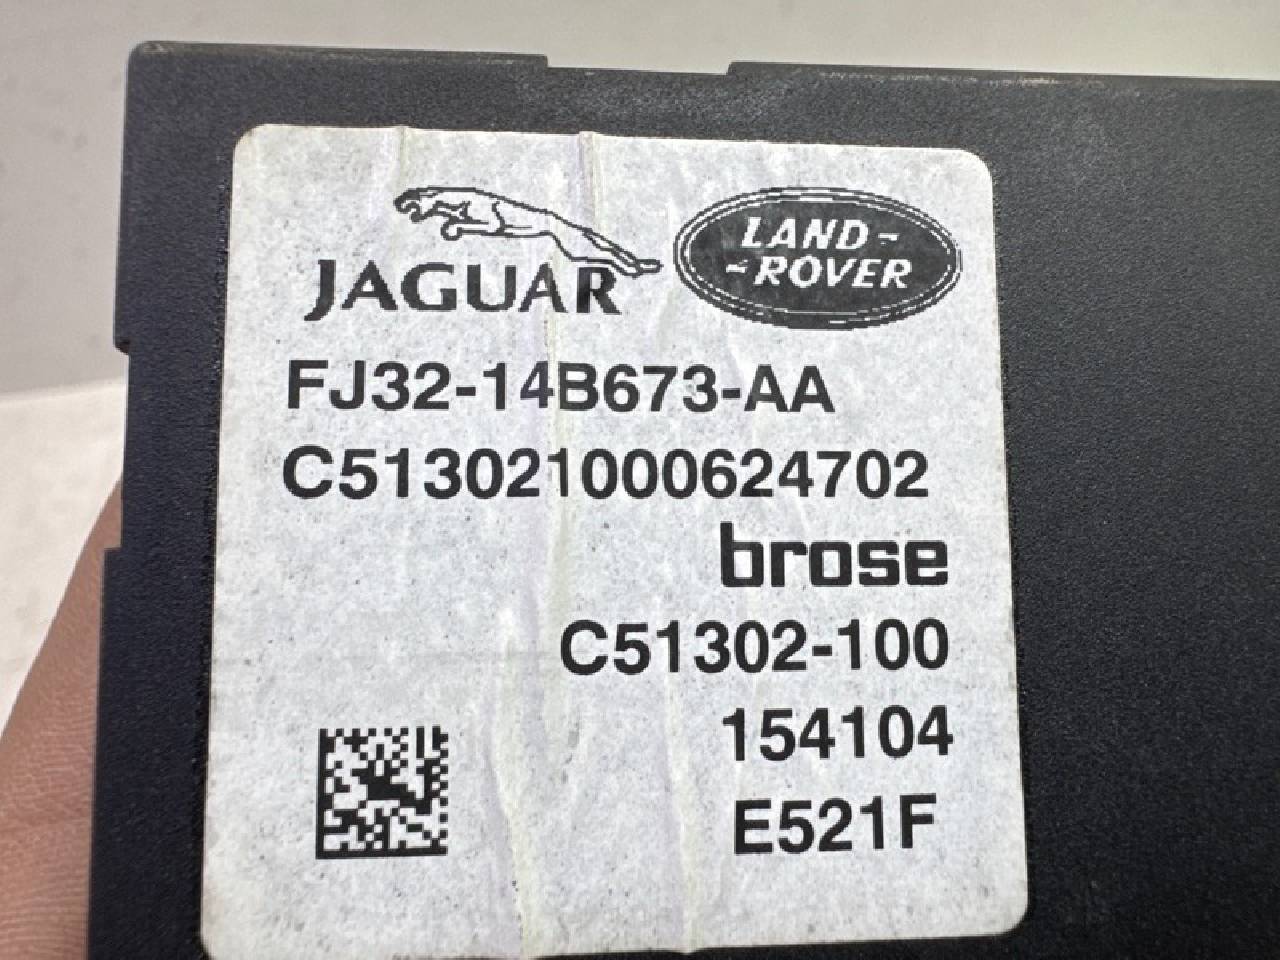 JAGUAR
LAND-
-ROVER
FJ32-14B673-AA
C513021000624702
brose
C51302-100
154104
E521F